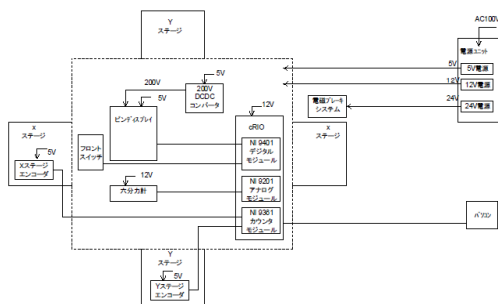 Y
ステージ
AC100V
電源ユニット
5V
5V電源
12V
12V電源
24V
24V電源
電磁ブレーキ
システム
5V
200V
200V
DCDC
コンバータ
5V
ピンディスプレイ
12V
cRIO
x
ステージ
x
ステージ
フロント
スイッチ
NI 9401
デジタル
モジュール
5V
Xステージ
エンコーダ
12V
六分力計
NI 9201
アナログ
モジュール
NI 9361
カウンタ
モジュール
パソコン
Y
ステージ
5V
Yステージ
エンコーダ